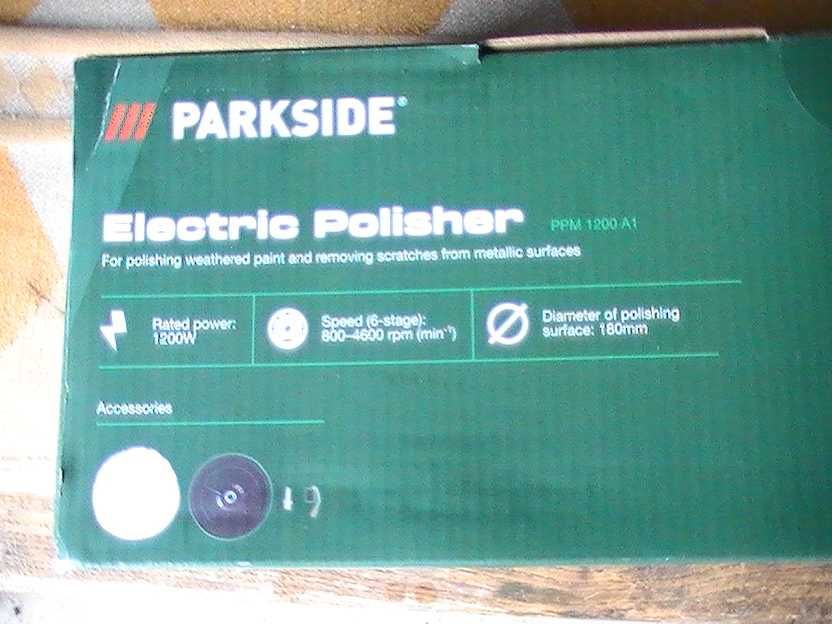 PARKSIDE®
Electric Polisher PPM 1200 A1
For polishing weathered paint and removing scratches from metallic surfaces
Rated power:
1200W
Speed (6-stage):
800–4600 rpm (min⁻¹)
Diameter of polishing
surface: 180mm
Accessories